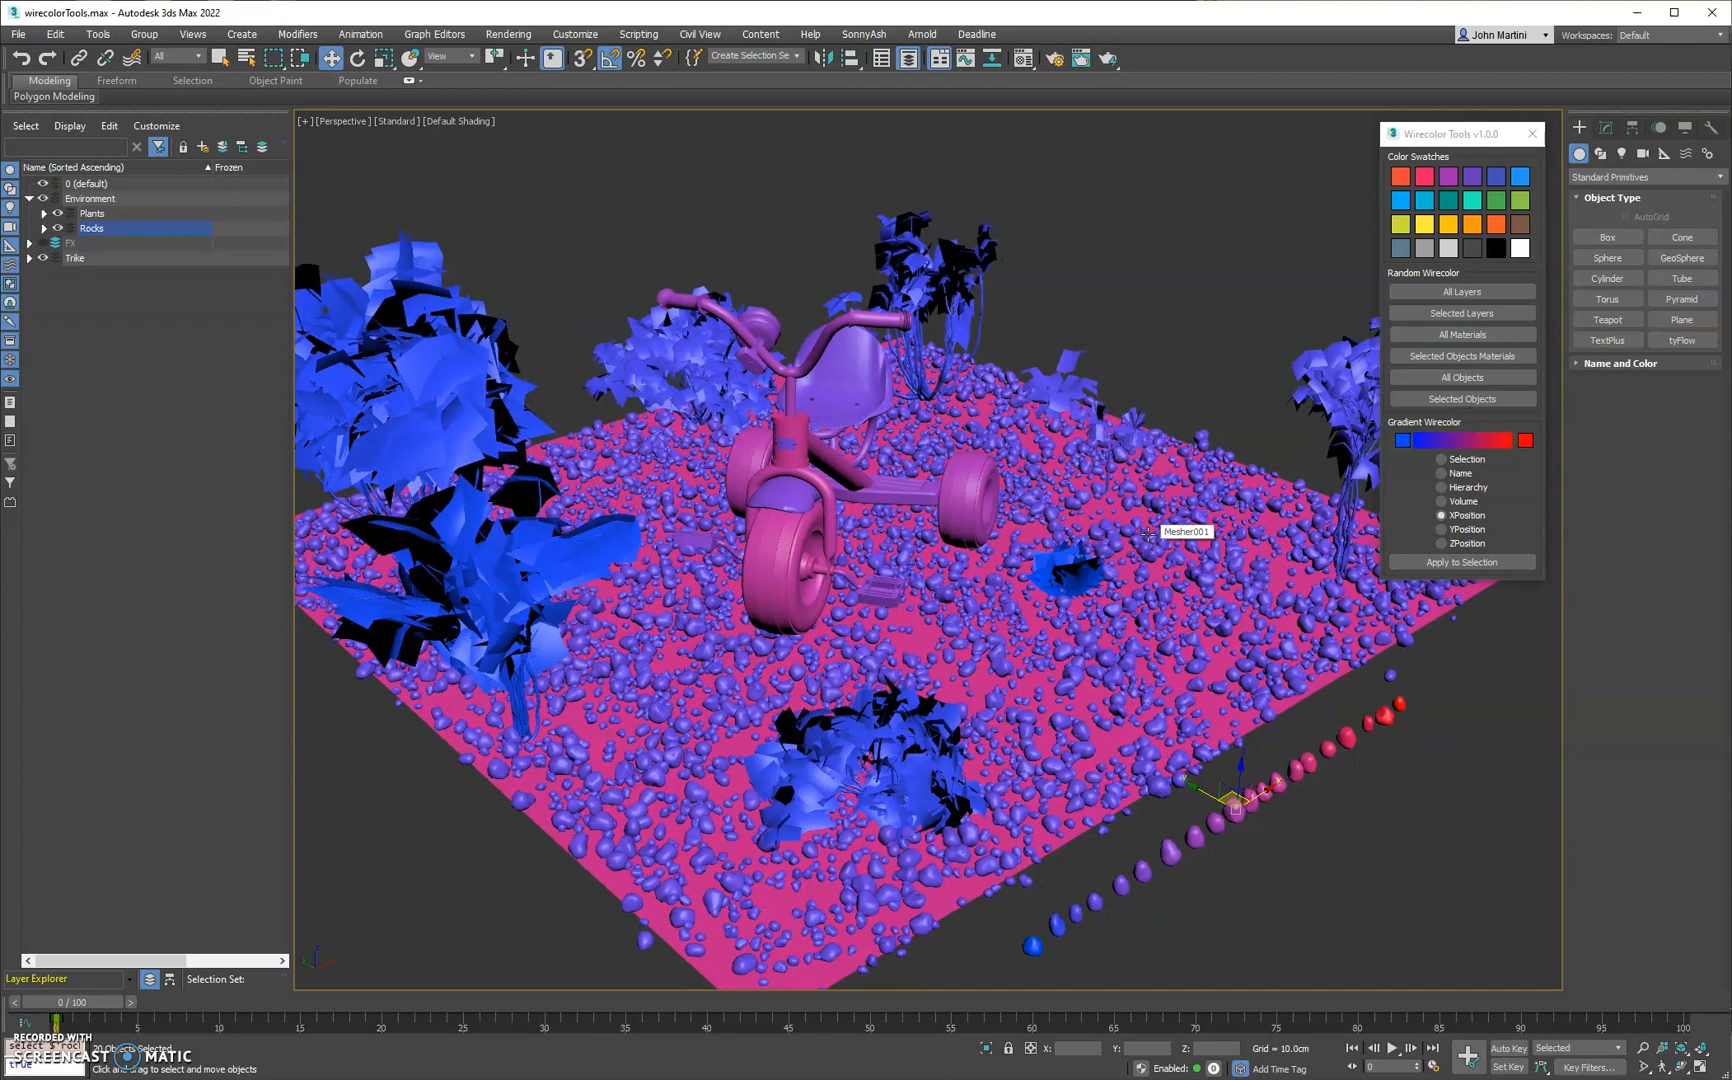 wirecolorTools.max - Autodesk 3ds Max 2022
File Edit Tools Group Views Create Modifiers Animation Graph Editors Rendering Customize Scripting Civil View Content Help SonnyAsh Arnold Deadline
John Martini Workspaces: Default
All View Create Selection Se
Modeling Freeform Selection Object Paint Populate
Polygon Modeling
Select Display Edit Customize
Name (Sorted Ascending) Frozen
0 (default)
Environment
Plants
Rocks
FX
Trike
[+] [Perspective] [Standard] [Default Shading]
Mesher001
Wirecolor Tools v1.0.0
Color Swatches
Random Wirecolor
All Layers
Selected Layers
All Materials
Selected Objects Materials
All Objects
Selected Objects
Gradient Wirecolor
Selection
Name
Hierarchy
Volume
XPosition
YPosition
ZPosition
Apply to Selection
Standard Primitives
Object Type
AutoGrid
Box Cone
Sphere GeoSphere
Cylinder Tube
Torus Pyramid
Teapot Plane
TextPlus tyFlow
Name and Color
Layer Explorer Selection Set:
0 / 100
5 10 15 20 25 30 35 40 45 50 55 60 65 70 75 80 85 90 95 100
RECORDED WITH
SCREENCAST MATIC
select $'rock
true
20 Objects Selected
Click and drag to select and move objects
X: Y: Z: Grid = 10.0cm
Enabled: 0 Add Time Tag
Auto Key Selected
Set Key Key Filters...
0